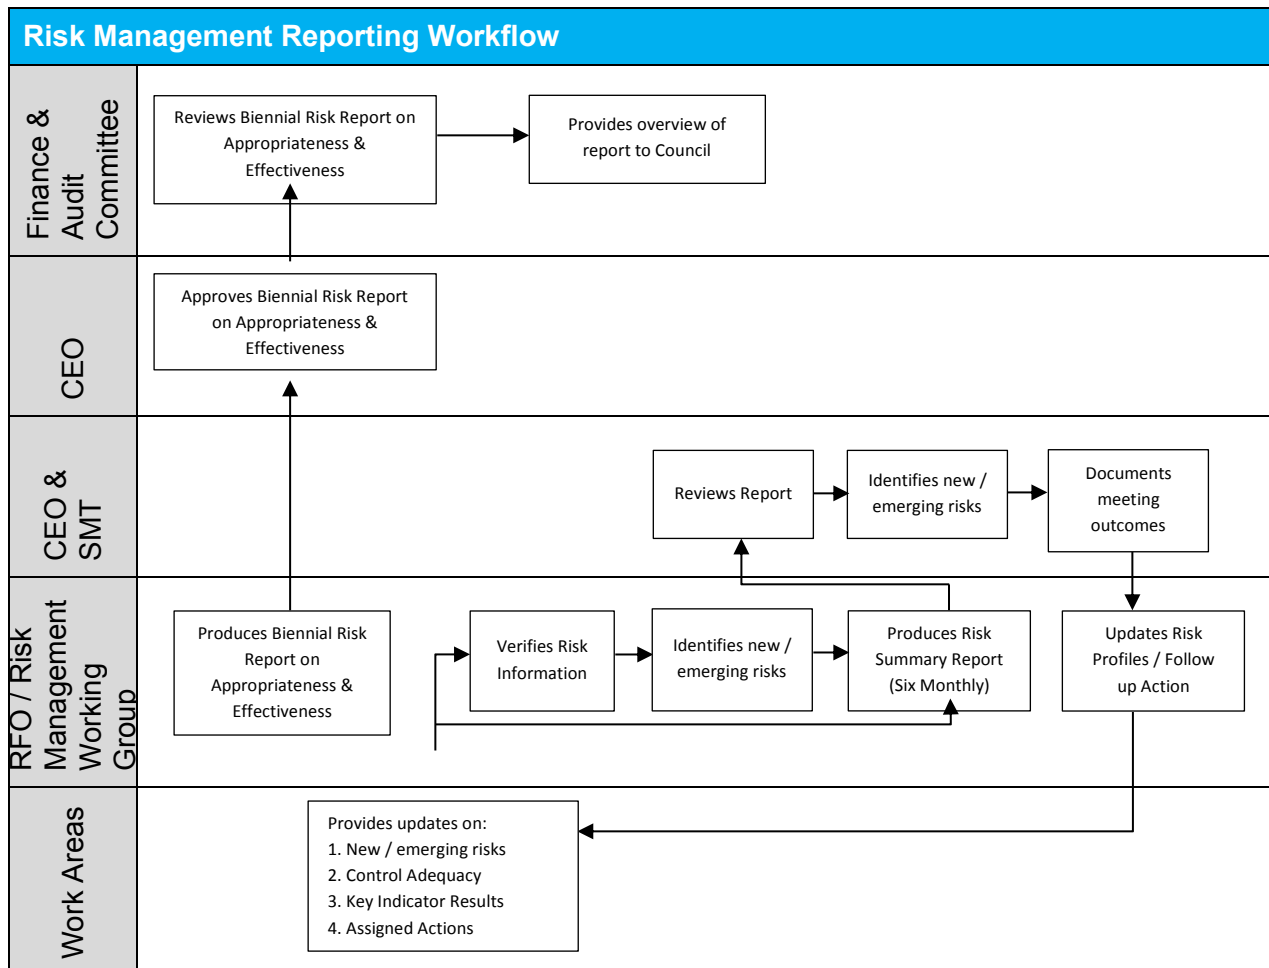 Risk Management Reporting Workflow
Finance &
Audit
Committee
Reviews Biennial Risk Report on
Appropriateness &
Effectiveness
Provides overview of
report to Council
CEO
Approves Biennial Risk Report
on Appropriateness &
Effectiveness
CEO &
SMT
Reviews Report
Identifies new /
emerging risks
Documents
meeting
outcomes
RFO / Risk
Management
Working
Group
Produces Biennial Risk
Report on
Appropriateness &
Effectiveness
Verifies Risk
Information
Identifies new /
emerging risks
Produces Risk
Summary Report
(Six Monthly)
Updates Risk
Profiles / Follow
up Action
Work Areas
Provides updates on:
1. New / emerging risks
2. Control Adequacy
3. Key Indicator Results
4. Assigned Actions